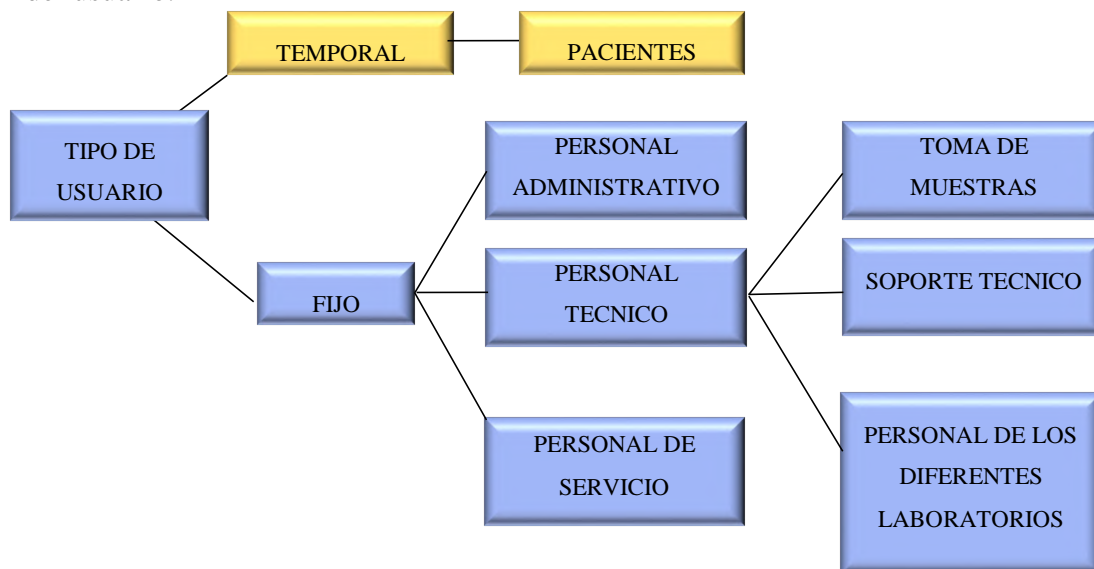 TEMPORAL
PACIENTES
TIPO DE
USUARIO
FIJO
PERSONAL
ADMINISTRATIVO
PERSONAL
TECNICO
PERSONAL DE
SERVICIO
TOMA DE
MUESTRAS
SOPORTE TECNICO
PERSONAL DE LOS
DIFERENTES
LABORATORIOS